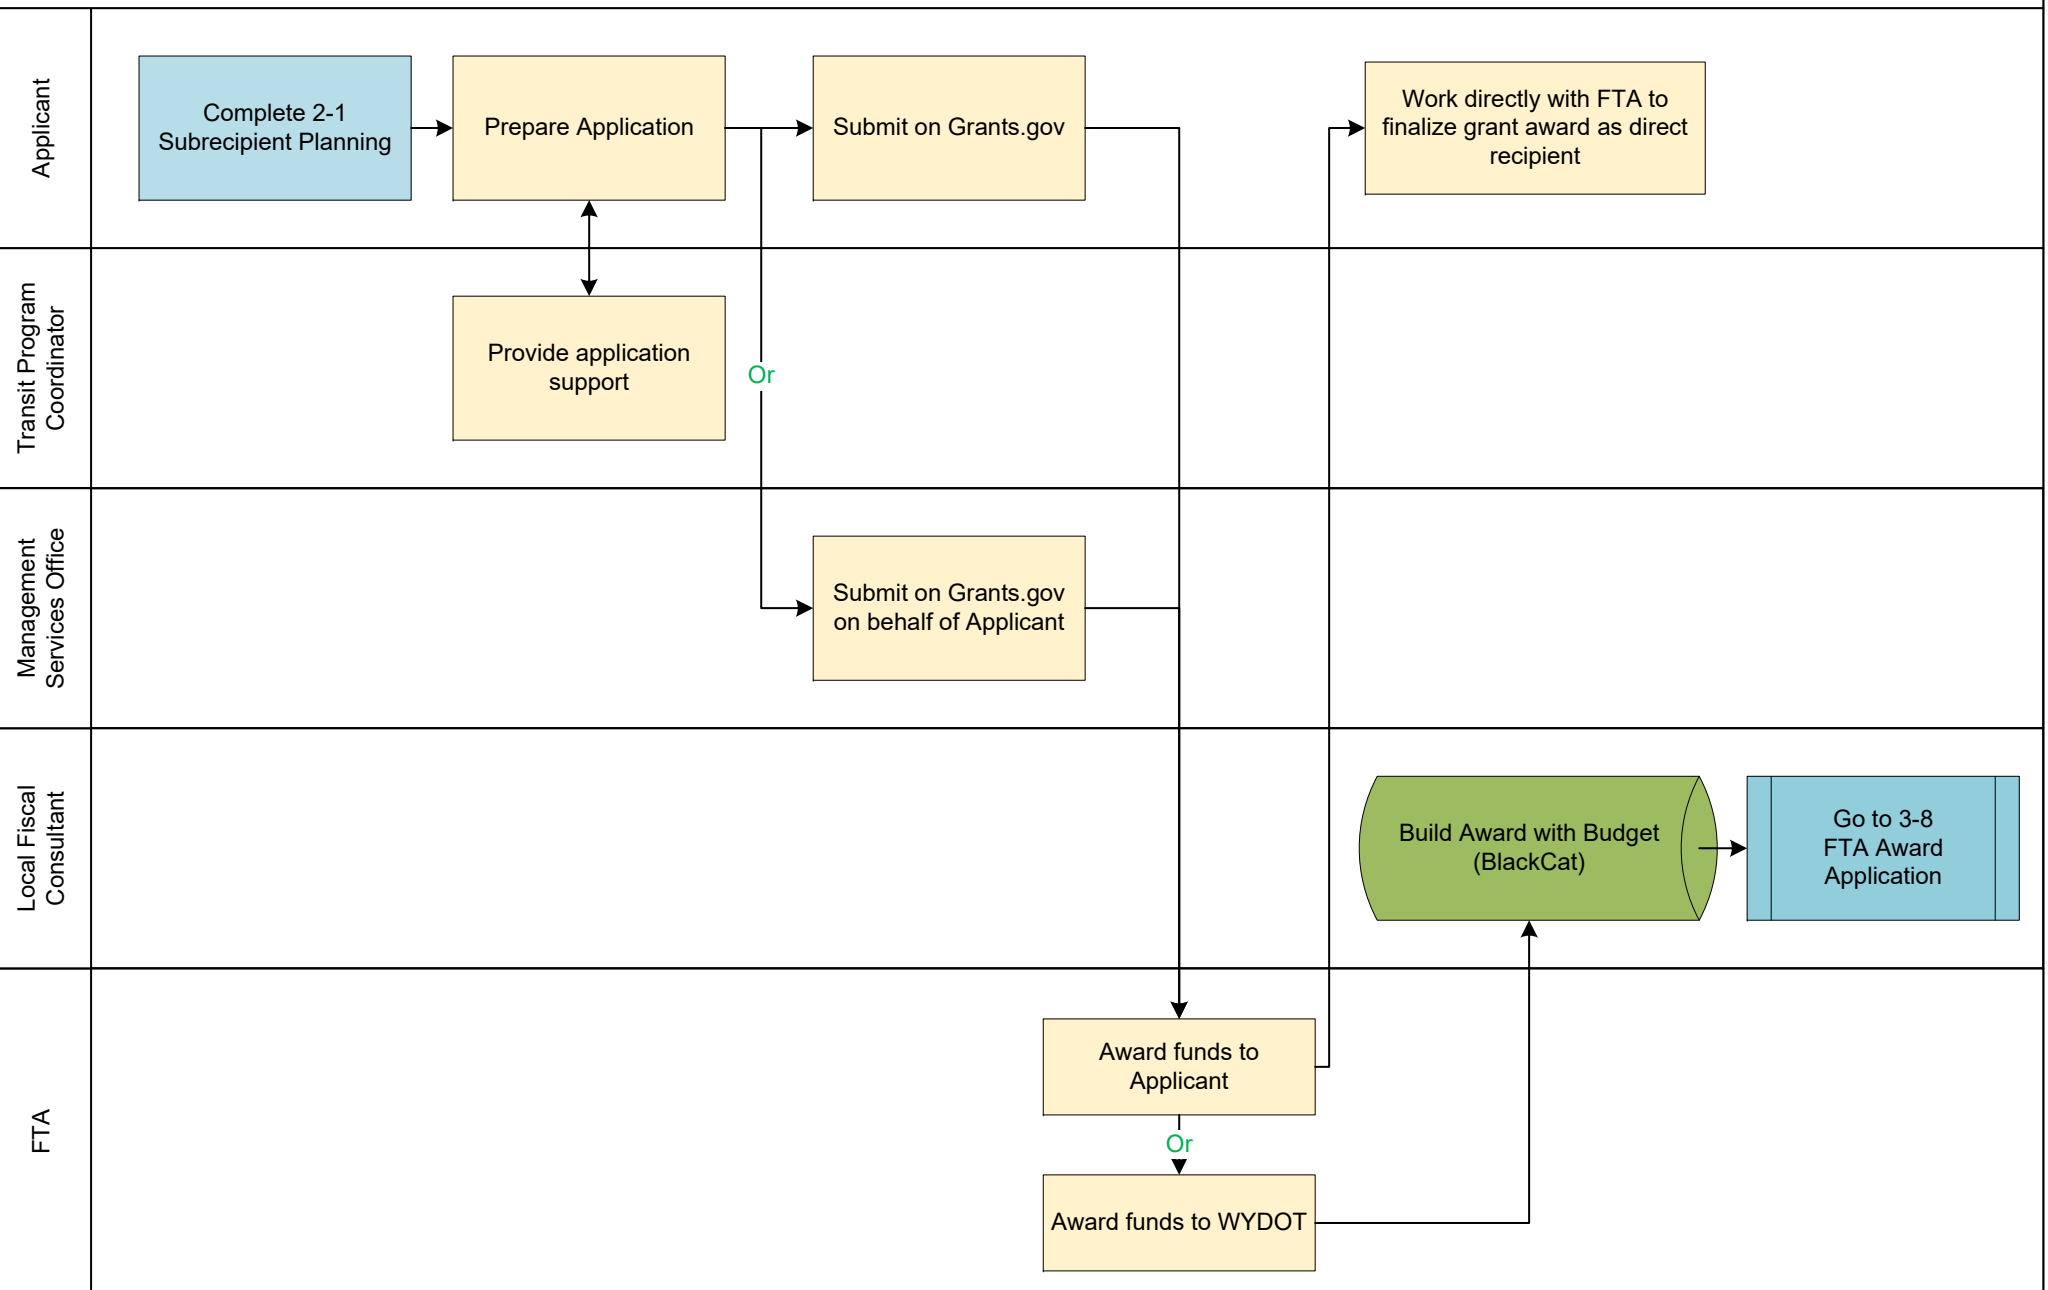 Applicant
Complete 2-1
Subrecipient Planning
Prepare Application
Submit on Grants.gov
Work directly with FTA to
finalize grant award as direct
recipient
Transit Program
Coordinator
Provide application
support
Or
Management
Services Office
Submit on Grants.gov
on behalf of Applicant
Local Fiscal
Consultant
Build Award with Budget
(BlackCat)
Go to 3-8
FTA Award
Application
FTA
Award funds to
Applicant
Or
Award funds to WYDOT